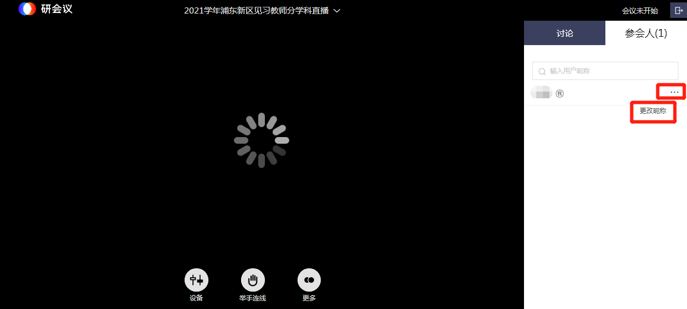 研会议
2021学年浦东新区见习教师分学科直播
会议未开始
讨论
参会人(1)
输入用户昵称
我
更改昵称
设备
举手连线
更多